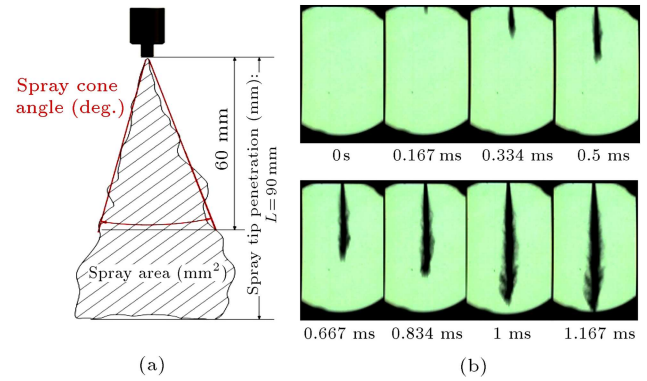 Spray cone
angle (deg.)
60 mm
Spray tip penetration (mm):
L = 90 mm
Spray area (mm²)
(a)
0 s
0.167 ms
0.334 ms
0.5 ms
0.667 ms
0.834 ms
1 ms
1.167 ms
(b)